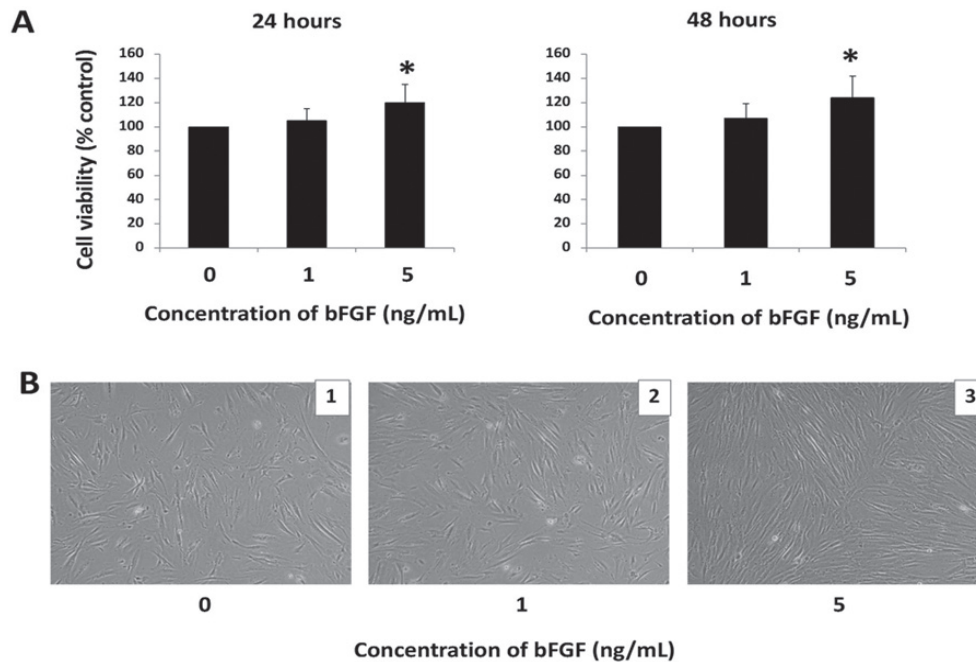 A
24 hours
48 hours
Cell viability (% control)
160
140
120
100
80
60
40
20
0
*
0 1 5
Concentration of bFGF (ng/mL)
160
140
120
100
80
60
40
20
0
*
0 1 5
Concentration of bFGF (ng/mL)
B
1
2
3
0 1 5
Concentration of bFGF (ng/mL)